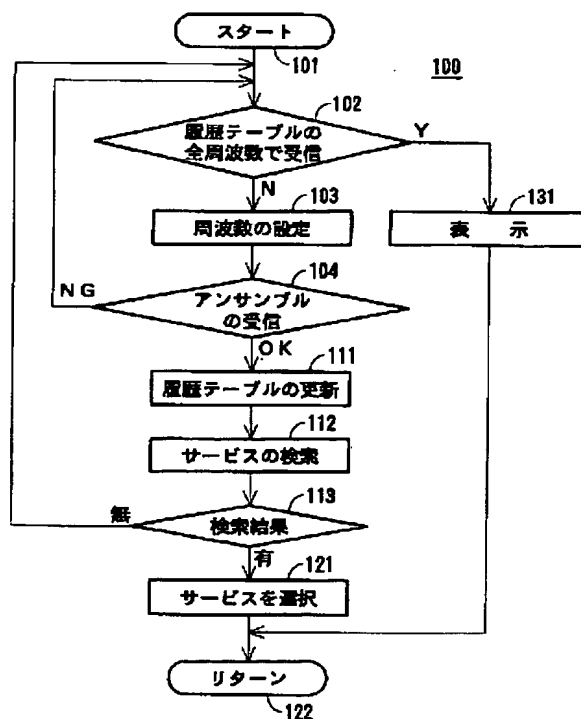 スタート
101
100
102
履歴テーブルの
全周波数で受信
Y
N
103
周波数の設定
131
表 示
104
NG
アンサンブル
の受信
OK
111
履歴テーブルの更新
112
サービスの検索
113
無
検索結果
有
121
サービスを選択
リターン
122